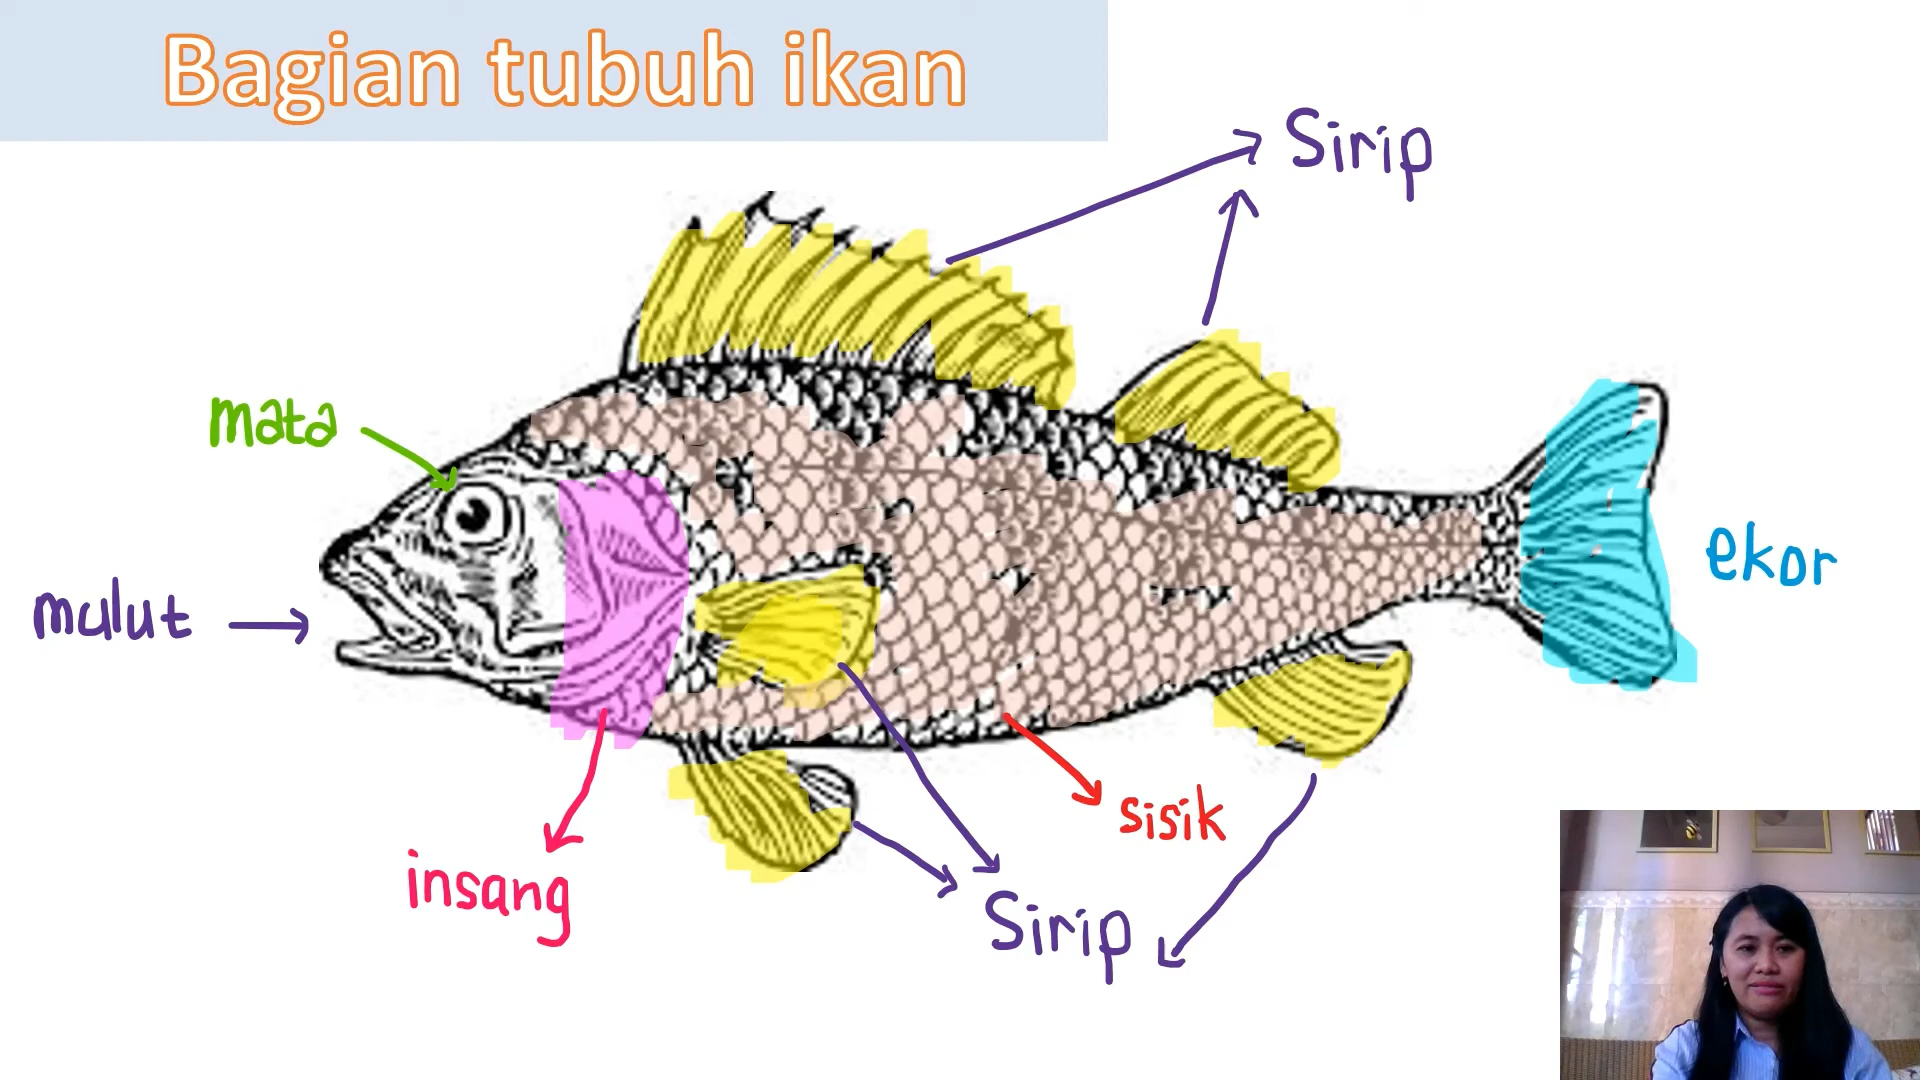 Bagian tubuh ikan
Sirip
mata
ekor
mulut
sisik
insang
Sirip